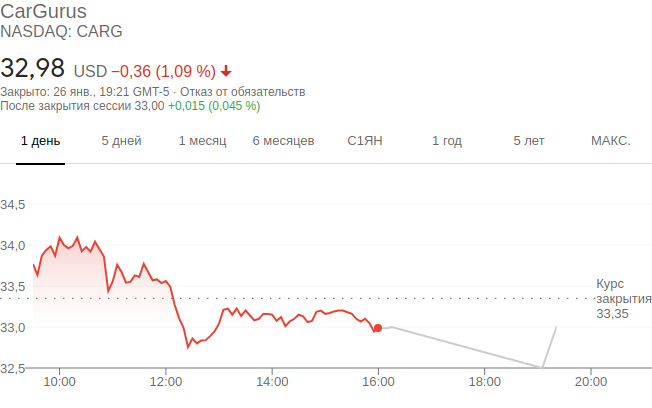 CarGurus
NASDAQ: CARG
32,98 USD −0,36 (1,09 %)
Закрыто: 26 янв., 19:21 GMT-5 · Отказ от обязательств
После закрытия сессии 33,00 +0,015 (0,045 %)
1 день 5 дней 1 месяц 6 месяцев С1ЯН 1 год 5 лет МАКС.
34,5
34,0
33,5
Курс
закрытия
33,35
33,0
32,5
10:00 12:00 14:00 16:00 18:00 20:00